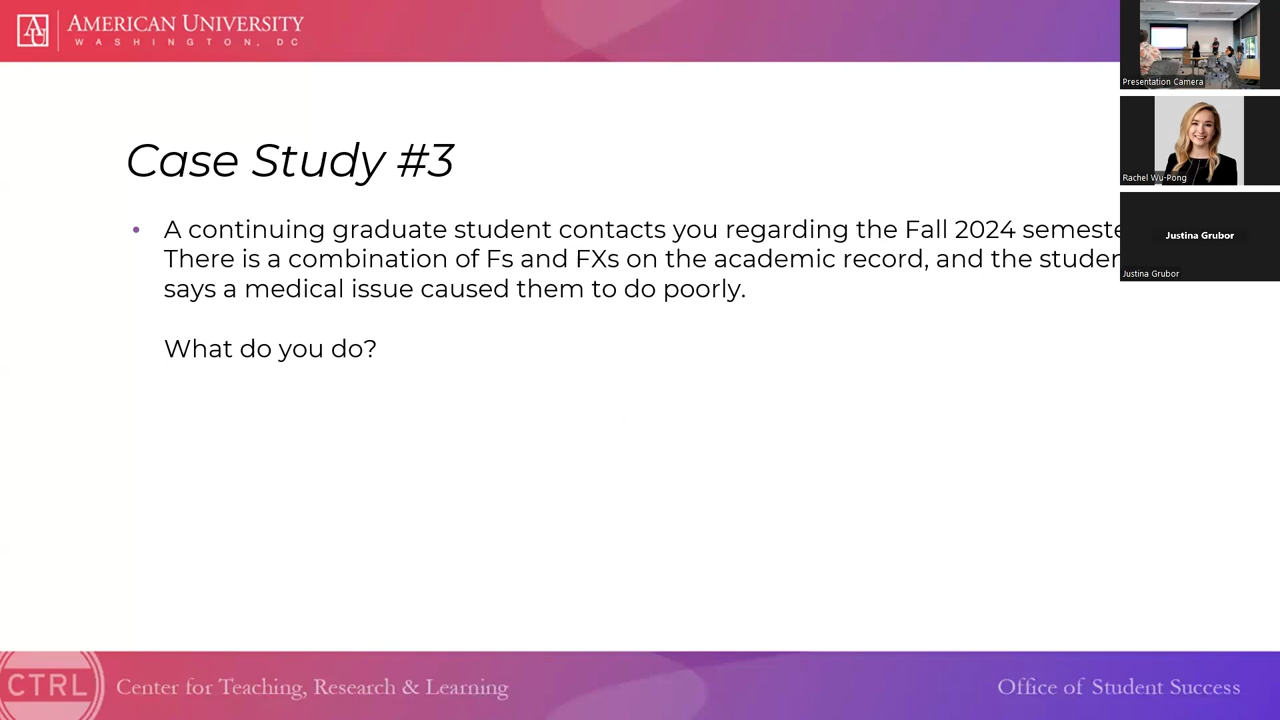 AMERICAN UNIVERSITY
WASHINGTON, DC
Case Study #3
• A continuing graduate student contacts you regarding the Fall 2024 semeste
There is a combination of Fs and FXs on the academic record, and the studen
says a medical issue caused them to do poorly.
What do you do?
Presentation Camera
Rachel Wu-Pong
Justina Grubor
Justina Grubor
CTRL
Center for Teaching, Research & Learning
Office of Student Success